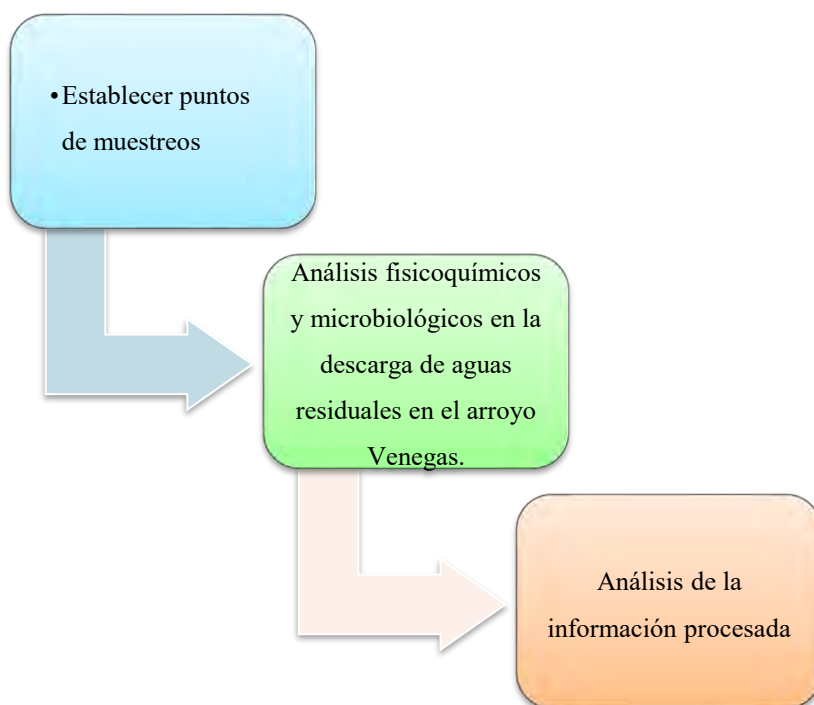 •Establecer puntos
de muestreos
Análisis fisicoquímicos
y microbiológicos en la
descarga de aguas
residuales en el arroyo
Venegas.
Análisis de la
información procesada